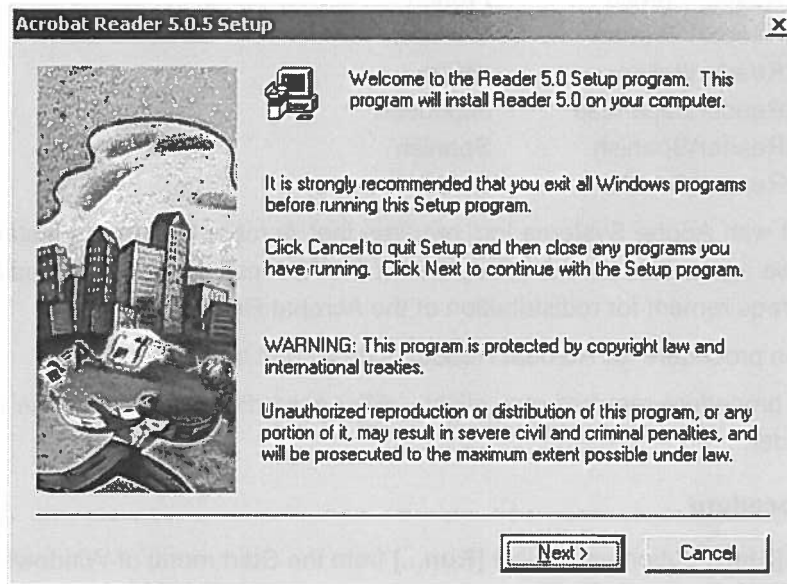 Acrobat Reader 5.0.5 Setup
Welcome to the Reader 5.0 Setup program. This
program will install Reader 5.0 on your computer.
It is strongly recommended that you exit all Windows programs
before running this Setup program.
Click Cancel to quit Setup and then close any programs you
have running. Click Next to continue with the Setup program.
WARNING: This program is protected by copyright law and
international treaties.
Unauthorized reproduction or distribution of this program, or any
portion of it, may result in severe civil and criminal penalties, and
will be prosecuted to the maximum extent possible under law.
Next >
Cancel